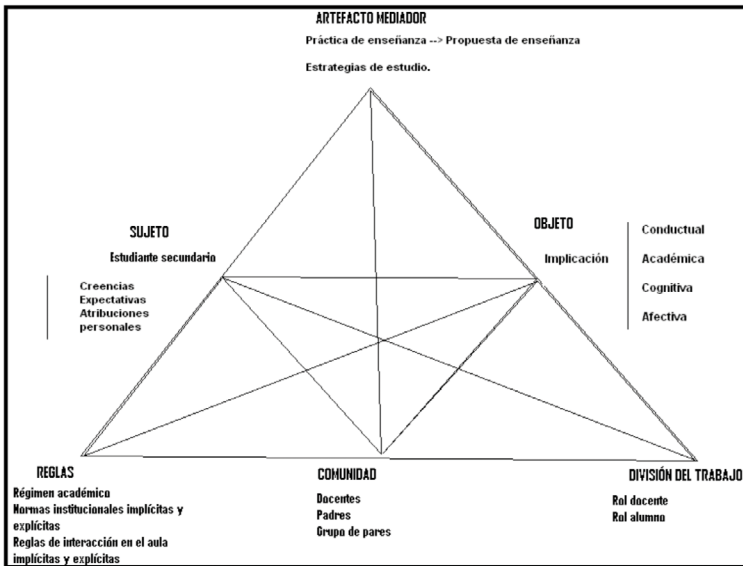 ARTEFACTO MEDIADOR
Práctica de enseñanza --> Propuesta de enseñanza
Estrategias de estudio.
SUJETO
Estudiante secundario
Creencias
Expectativas
Atribuciones
personales
OBJETO
Implicación
Conductual
Académica
Cognitiva
Afectiva
REGLAS
Régimen académico
Normas institucionales implícitas y
explícitas
Reglas de interacción en el aula
implícitas y explícitas
COMUNIDAD
Docentes
Padres
Grupo de pares
DIVISIÓN DEL TRABAJO
Rol docente
Rol alumno